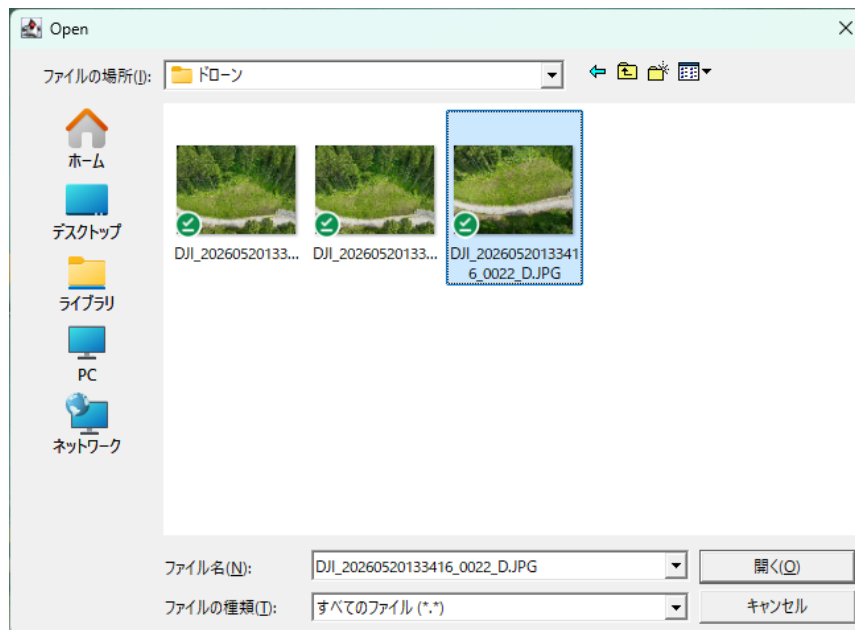 Open
ファイルの場所(I):
ドローン
ホーム
デスクトップ
ライブラリ
PC
ネットワーク
DJI_20260520133...
DJI_20260520133...
DJI_2026052013341
6_0022_D.JPG
ファイル名(N):
DJI_20260520133416_0022_D.JPG
開く(O)
ファイルの種類(T):
すべてのファイル (*.*)
キャンセル